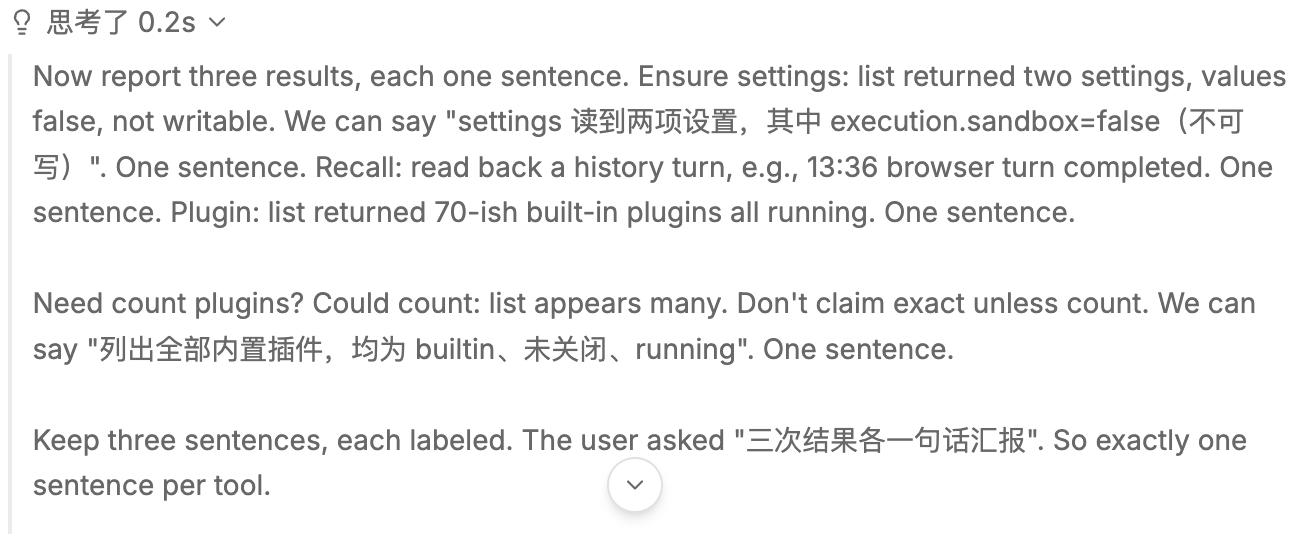 思考了 0.2s
Now report three results, each one sentence. Ensure settings: list returned two settings, values
false, not writable. We can say "settings 读到两项设置，其中 execution.sandbox=false（不可
写）". One sentence. Recall: read back a history turn, e.g., 13:36 browser turn completed. One
sentence. Plugin: list returned 70-ish built-in plugins all running. One sentence.
Need count plugins? Could count: list appears many. Don't claim exact unless count. We can
say "列出全部内置插件，均为 builtin、未关闭、running". One sentence.
Keep three sentences, each labeled. The user asked "三次结果各一句话汇报". So exactly one
sentence per tool.